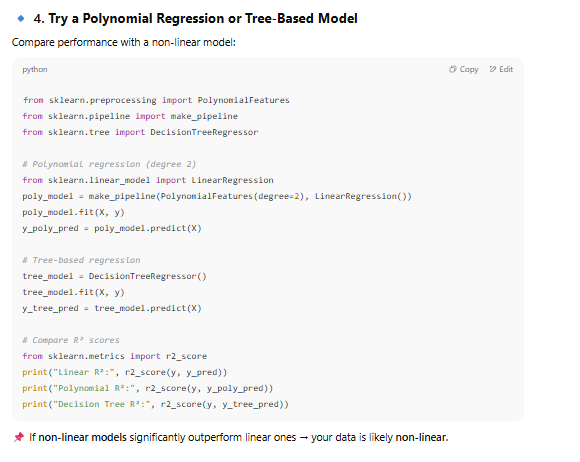 4. Try a Polynomial Regression or Tree-Based Model
Compare performance with a non-linear model:
python
Copy
Edit
from sklearn.preprocessing import PolynomialFeatures
from sklearn.pipeline import make_pipeline
from sklearn.tree import DecisionTreeRegressor
# Polynomial regression (degree 2)
from sklearn.linear_model import LinearRegression
poly_model = make_pipeline(PolynomialFeatures(degree=2), LinearRegression())
poly_model.fit(X, y)
y_poly_pred = poly_model.predict(X)
# Tree-based regression
tree_model = DecisionTreeRegressor()
tree_model.fit(X, y)
y_tree_pred = tree_model.predict(X)
# Compare R² scores
from sklearn.metrics import r2_score
print("Linear R²:", r2_score(y, y_pred))
print("Polynomial R²:", r2_score(y, y_poly_pred))
print("Decision Tree R²:", r2_score(y, y_tree_pred))
📌 If non-linear models significantly outperform linear ones → your data is likely non-linear.